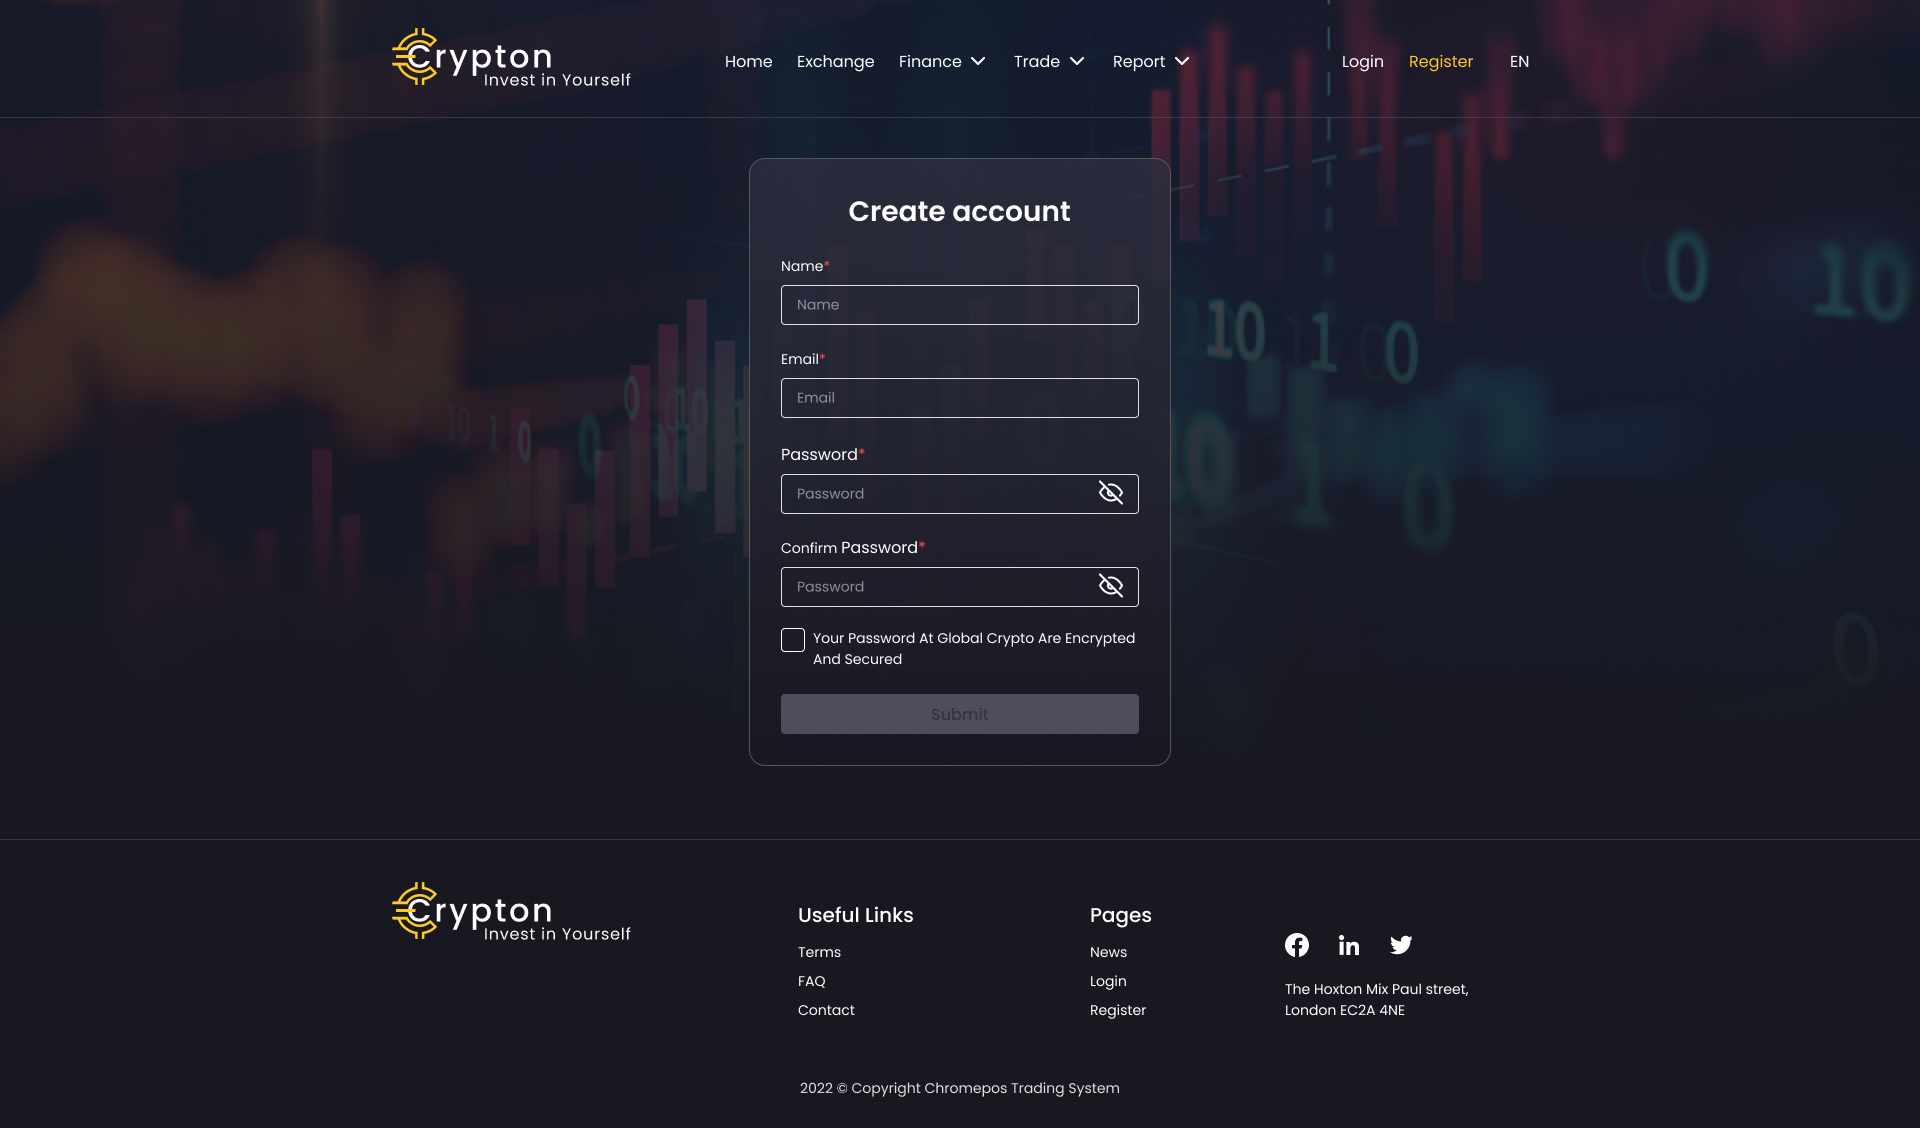 Crypton
Invest in Yourself
Home Exchange Finance Trade Report Login Register EN
Create account
Name*
Name
Email*
Email
Password*
Password
Confirm Password*
Password
Your Password At Global Crypto Are Encrypted
And Secured
Submit
Crypton
Invest in Yourself
Useful Links
Terms
FAQ
Contact
Pages
News
Login
Register
The Hoxton Mix Paul street,
London EC2A 4NE
2022 © Copyright Chromepos Trading System